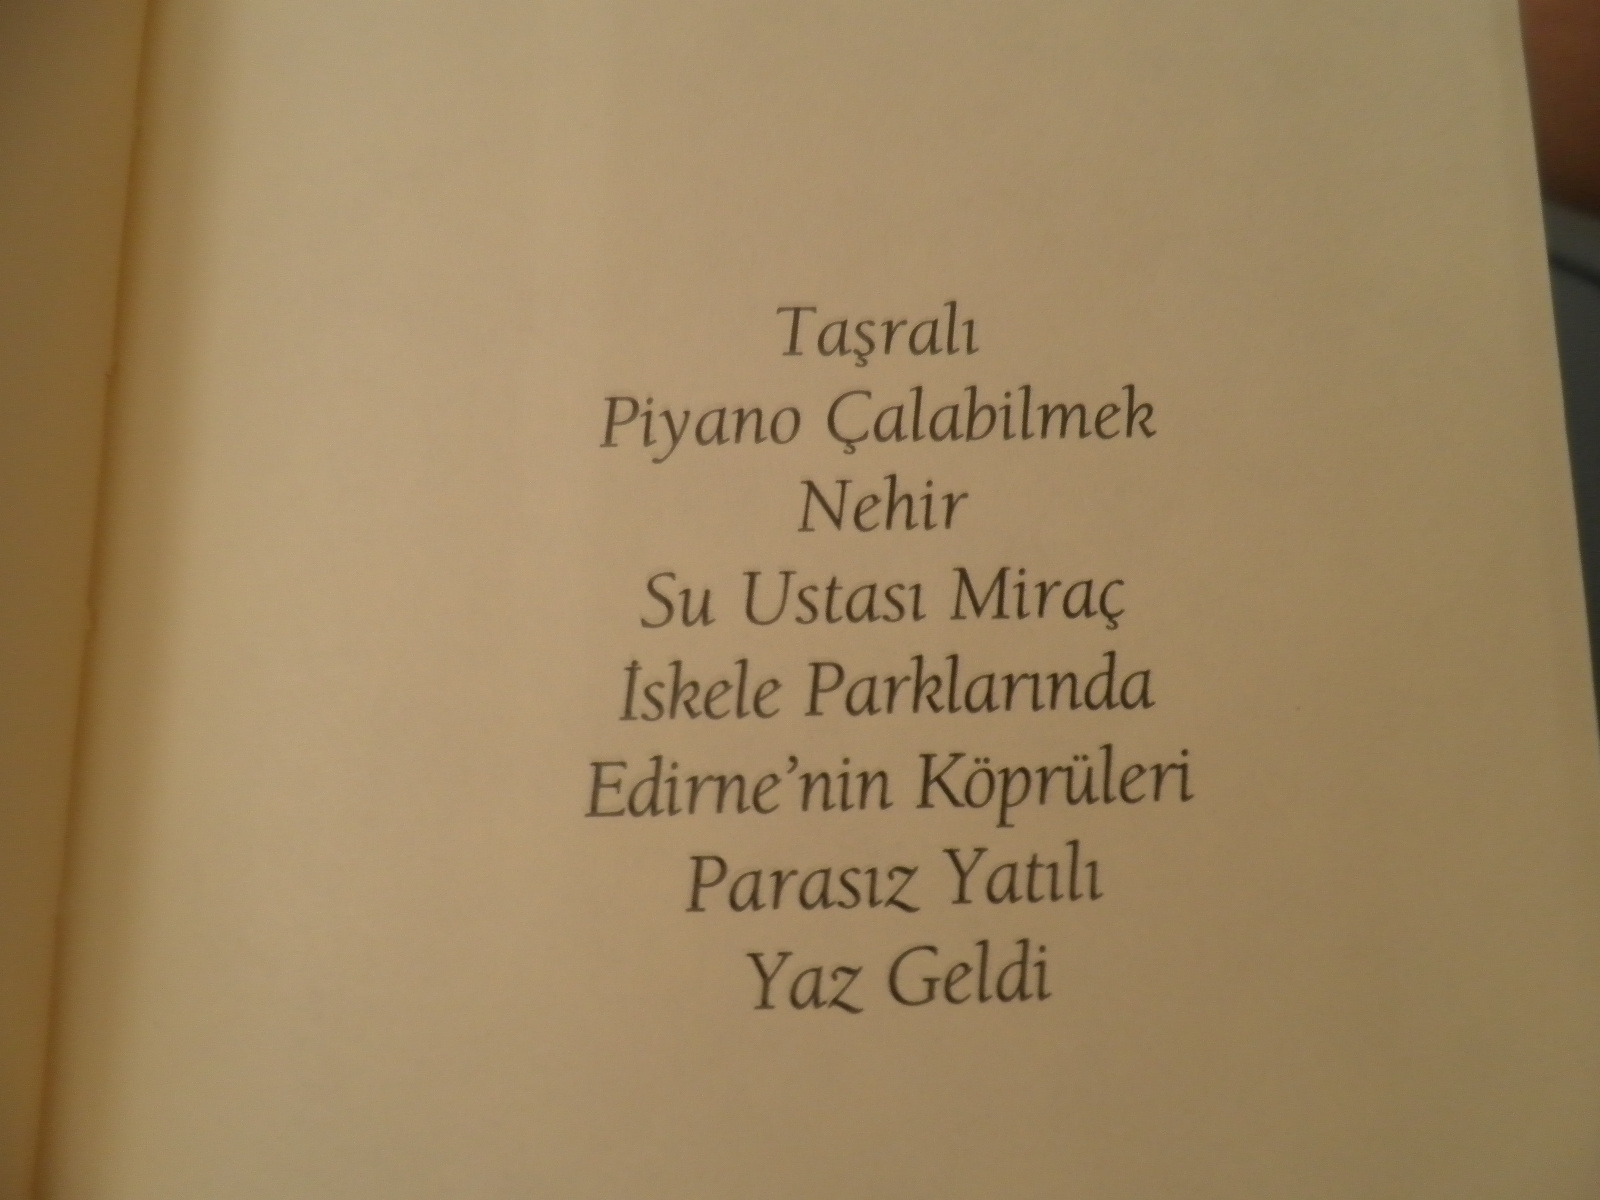 Taşralı
Piyano Çalabilmek
Nehir
Su Ustası Miraç
İskele Parklarında
Edirne’nin Köprüleri
Parasız Yatılı
Yaz Geldi